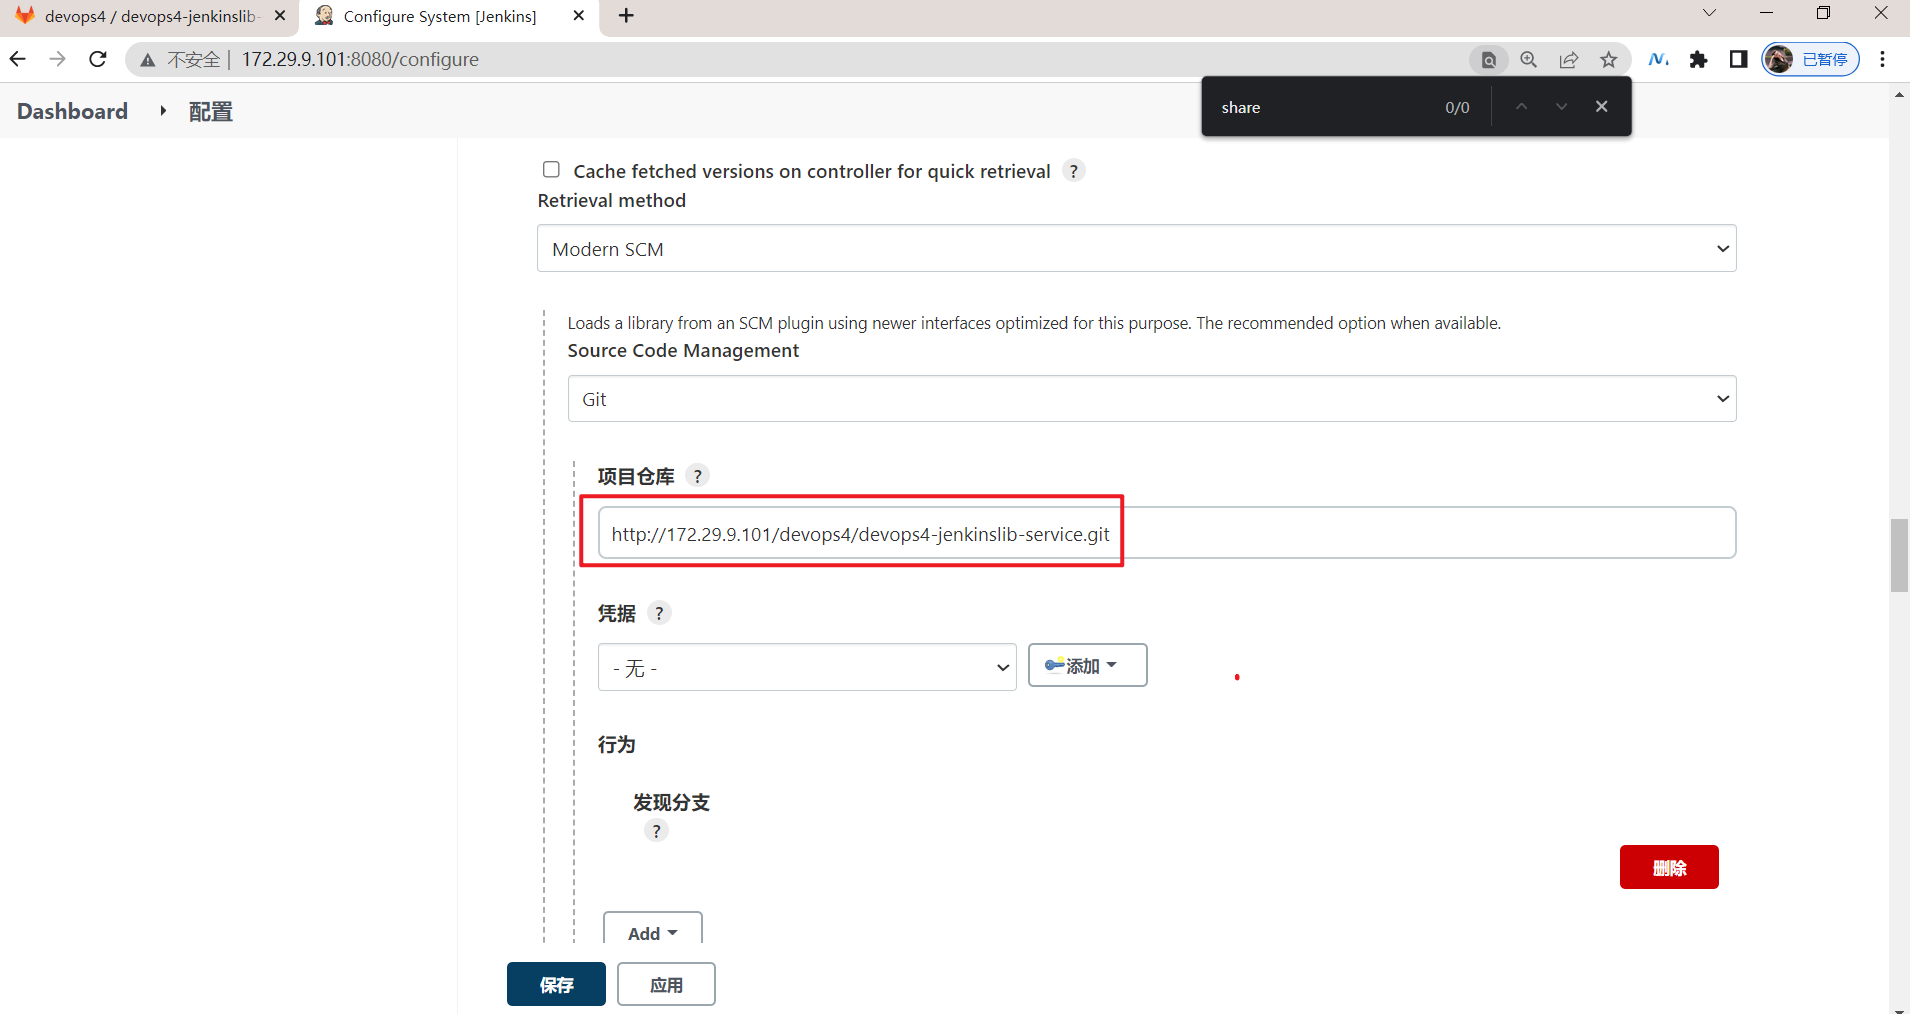 devops4 / devops4-jenkinslib-
Configure System [Jenkins]
不安全 | 172.29.9.101:8080/configure
已暂停
share 0/0
Dashboard 配置
Cache fetched versions on controller for quick retrieval ?
Retrieval method
Modern SCM
Loads a library from an SCM plugin using newer interfaces optimized for this purpose. The recommended option when available.
Source Code Management
Git
项目仓库 ?
http://172.29.9.101/devops4/devops4-jenkinslib-service.git
凭据 ?
- 无 - 添加
行为
发现分支
?
删除
Add
保存 应用